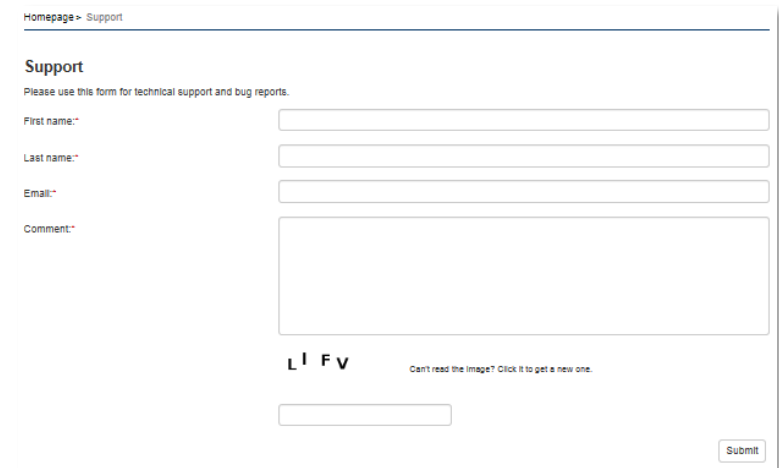 Homepage > Support
Support
Please use this form for technical support and bug reports.
First name:*
Last name:*
Email:*
Comment:*
L I F V
Can't read the image? Click it to get a new one.
Submit